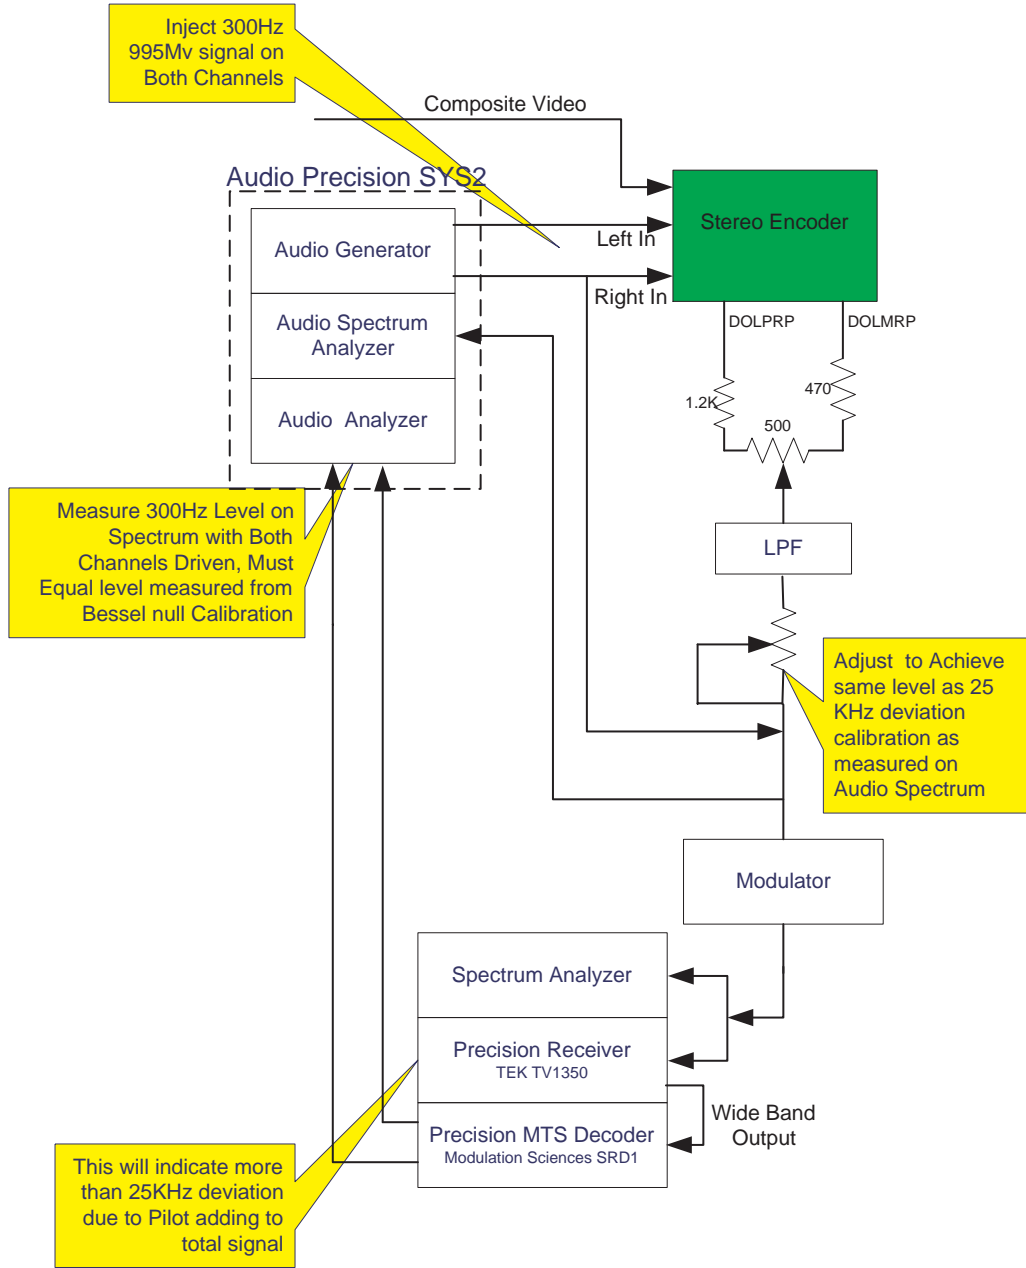 Inject 300Hz
995Mv signal on
Both Channels
Composite Video
Audio Precision SYS2
Stereo Encoder
Audio Generator
Left In
Right In
Audio Spectrum
Analyzer
DOLPRP
DOLMRP
Audio Analyzer
1.2K
470
500
Measure 300Hz Level on
Spectrum with Both
Channels Driven, Must
Equal level measured from
Bessel null Calibration
LPF
Adjust to Achieve
same level as 25
KHz deviation
calibration as
measured on
Audio Spectrum
Modulator
Spectrum Analyzer
Precision Receiver
TEK TV1350
Wide Band
Output
Precision MTS Decoder
Modulation Sciences SRD1
This will indicate more
than 25KHz deviation
due to Pilot adding to
total signal